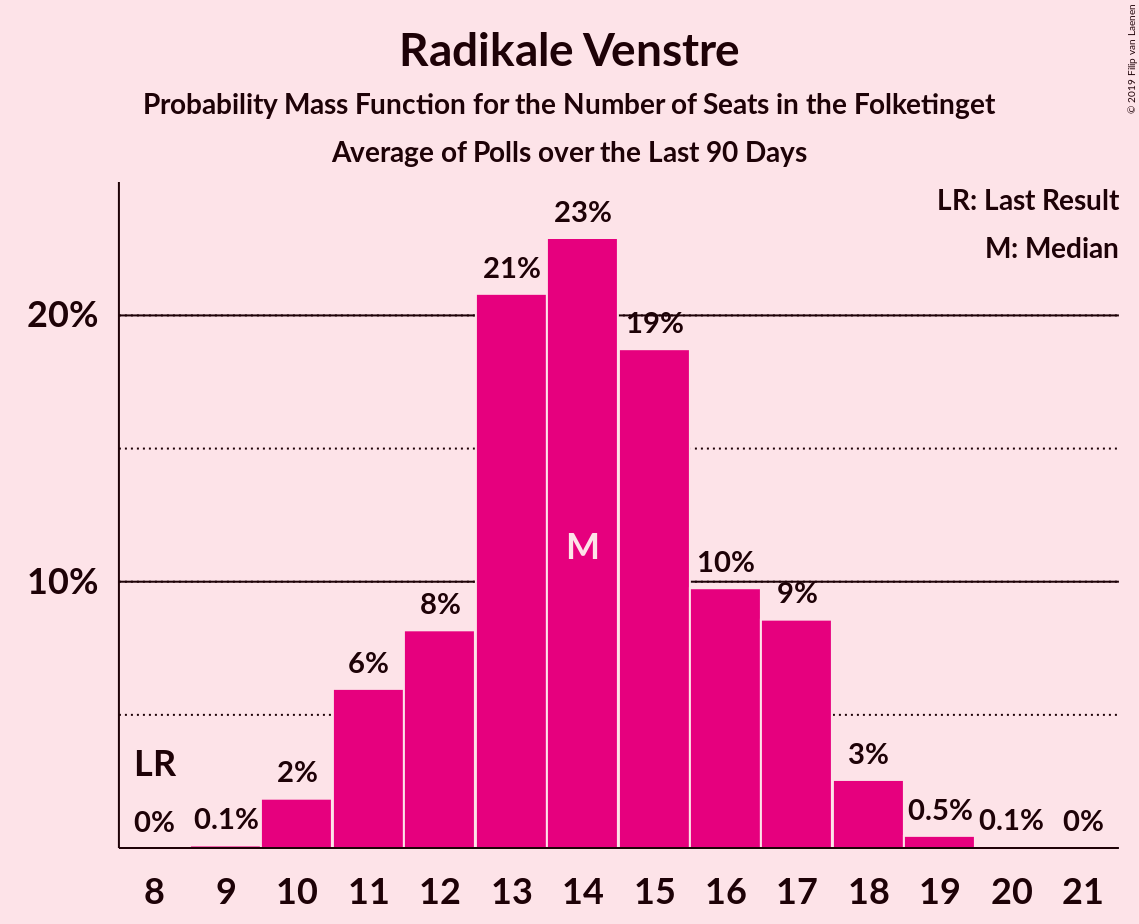 Radikale Venstre
Probability Mass Function for the Number of Seats in the Folketinget
Average of Polls over the Last 90 Days
© 2019 Filip van Laenen
LR: Last Result
M: Median
23%
21%
20%
19%
M
10%
10%
9%
8%
6%
LR
3%
2%
0%
0.1%
0.5%
0.1%
0%
8 9 10 11 12 13 14 15 16 17 18 19 20 21